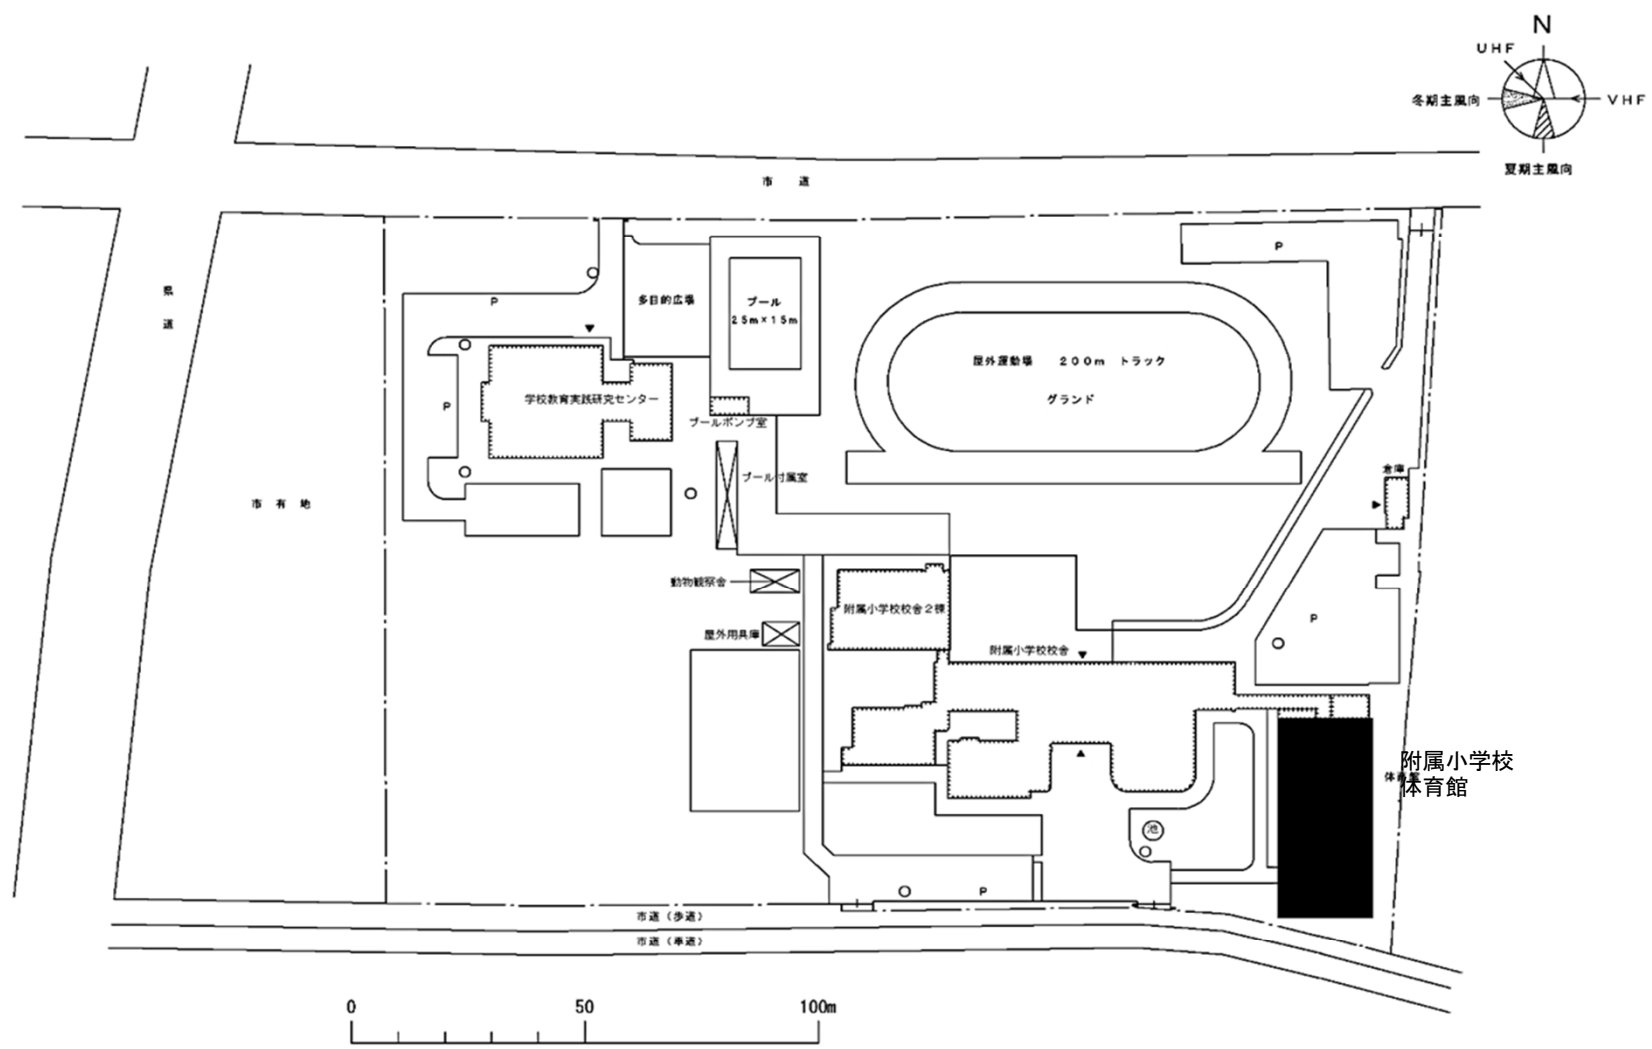 N
UHF
冬期主風向
VHF
夏期主風向
市道
県道
P
P
多目的広場
プール
25m×15m
屋外運動場 200m トラック
グランド
学校教育実践研究センター
P
プールポンプ室
プール付属室
倉庫
市有地
動物観察舎
附属小学校校舎2棟
P
屋外用具庫
附属小学校校舎
附属小学校
体育館
体育館
池
P
市道(歩道)
市道(車道)
0
50
100m